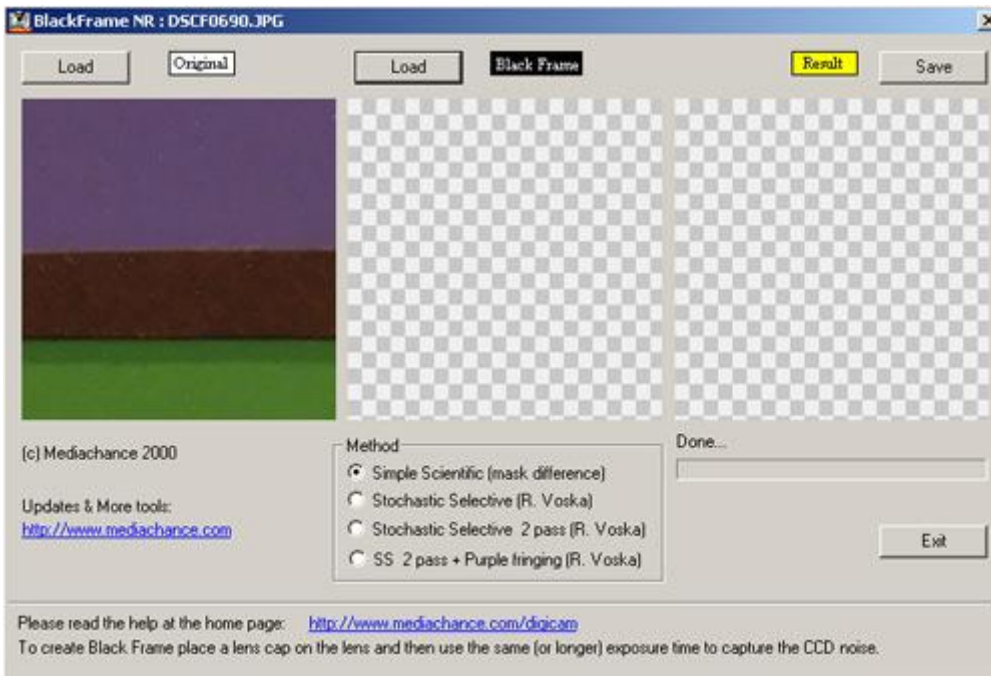 BlackFrame NR : DSCF0690.JPG
Load
Original
Load
Black Frame
Result
Save
(c) Mediachance 2000
Updates & More tools:
http://www.mediachance.com
Method
Simple Scientific (mask difference)
Stochastic Selective (R. Voska)
Stochastic Selective 2 pass (R. Voska)
SS 2 pass + Purple fringing (R. Voska)
Done...
Exit
Please read the help at the home page: http://www.mediachance.com/digicam
To create Black Frame place a lens cap on the lens and then use the same (or longer) exposure time to capture the CCD noise.